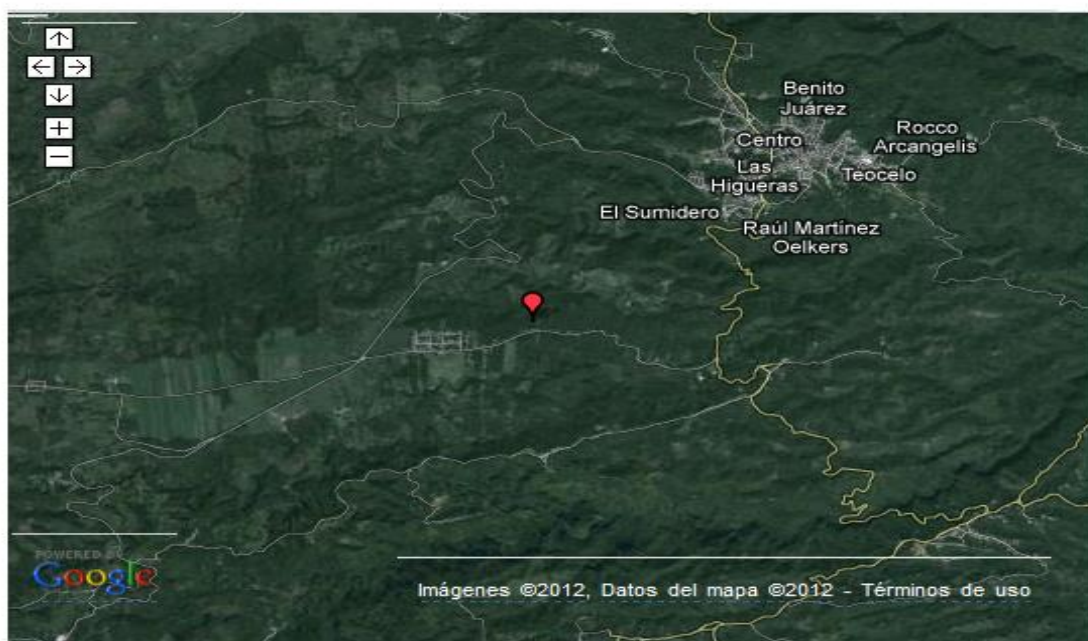 Benito
Juárez
Centro
Rocco
Arcangelis
Las
Higueras
Teocelo
El Sumidero
Raúl Martínez
Oelkers
POWERED BY
Google
Imágenes ©2012, Datos del mapa ©2012 - Términos de uso